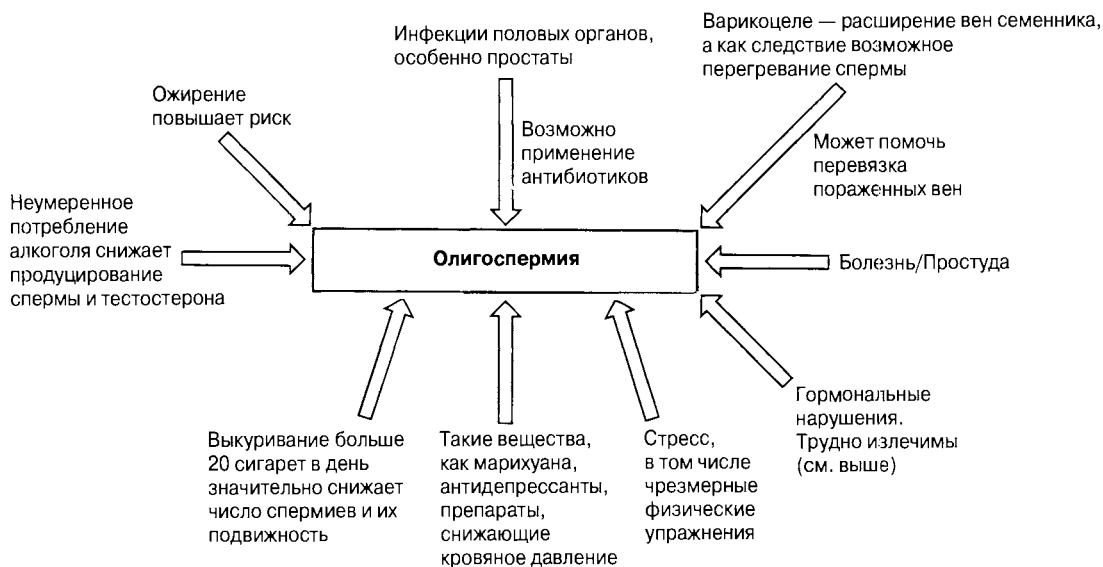 Инфекции половых органов,
особенно простаты
Варикоцеле — расширение вен семенника,
а как следствие возможное
перегревание спермы
Ожирение
повышает риск
Возможно
применение
антибиотиков
Может помочь
перевязка
пораженных вен
Неумеренное
потребление
алкоголя снижает
продуцирование
спермы и тестостерона
Олигоспермия
Болезнь/Простуда
Выкуривание больше
20 сигарет в день
значительно снижает
число спермиев и их
подвижность
Такие вещества,
как марихуана,
антидепрессанты,
препараты,
снижающие
кровяное давление
Стресс,
в том числе
чрезмерные
физические
упражнения
Гормональные
нарушения.
Трудно излечимы
(см. выше)